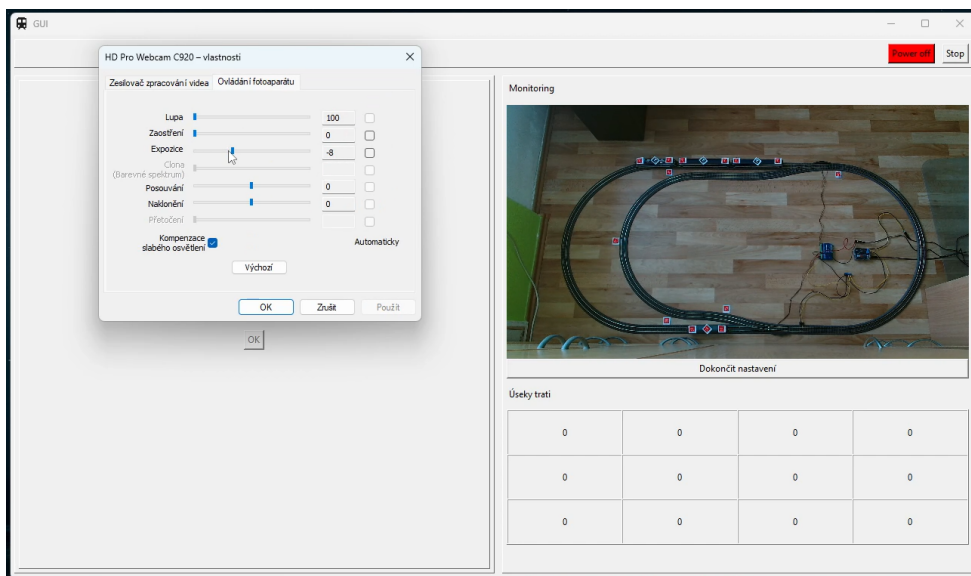 GUI
Power off Stop
HD Pro Webcam C920 – vlastnosti
Zesilovač zpracování videa Ovládání fotoaparátu
Lupa 100
Zaostření 0
Expozice -8
Clona
(Barevné spektrum)
Posouvání 0
Naklonění 0
Přetočení
Kompenzace
slabého osvětlení
Automaticky
Výchozí
OK Zrušit Použít
OK
Monitoring
Dokončit nastavení
Úseky trati
0 0 0 0
0 0 0 0
0 0 0 0